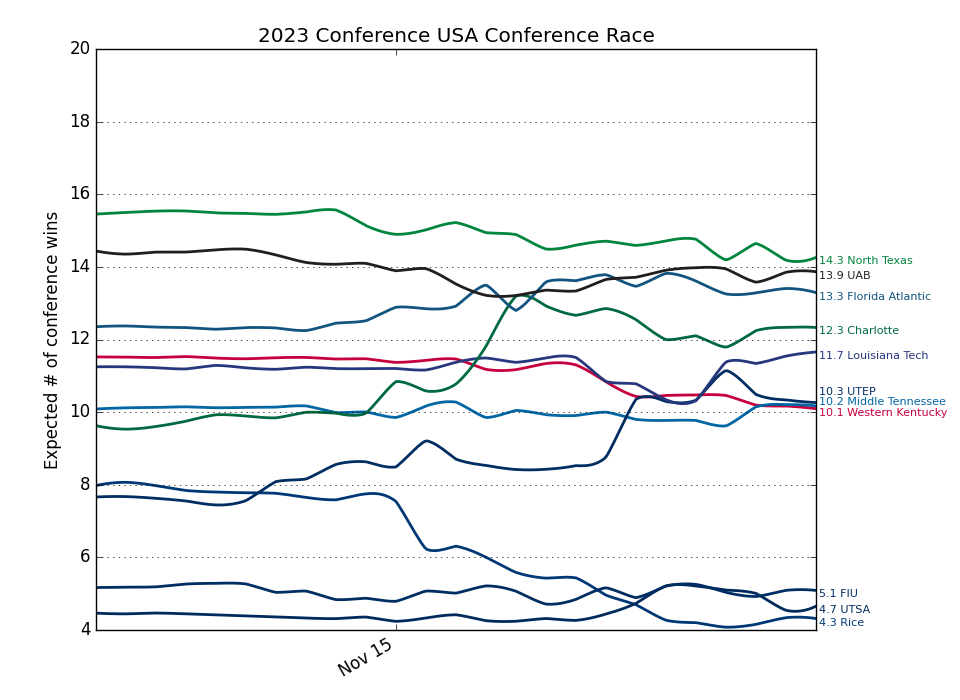 2023 Conference USA Conference Race
Expected # of conference wins
20
18
16
14
12
10
8
6
4
Nov 15
14.3 North Texas
13.9 UAB
13.3 Florida Atlantic
12.3 Charlotte
11.7 Louisiana Tech
10.3 UTEP
10.2 Middle Tennessee
10.1 Western Kentucky
5.1 FIU
4.7 UTSA
4.3 Rice